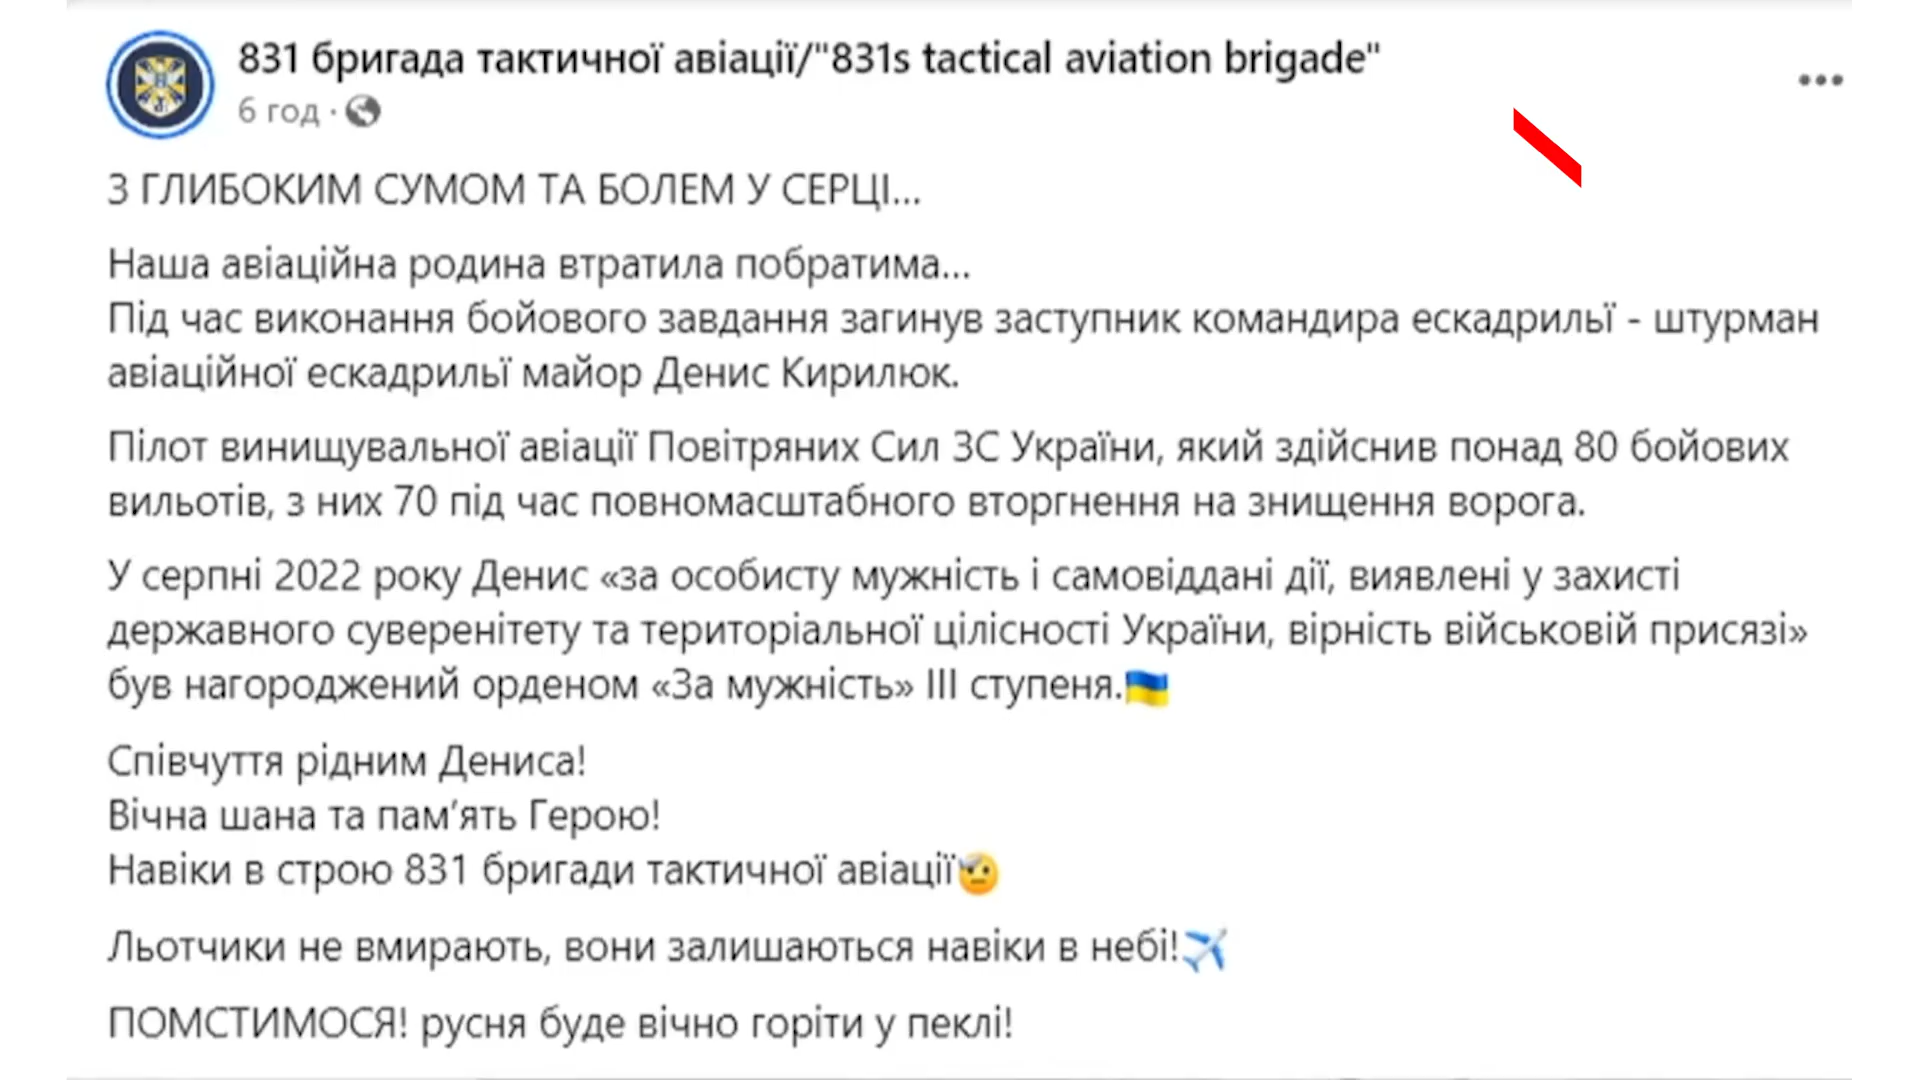 831 бригада тактичної авіації/"831s tactical aviation brigade"
6 год ·
З ГЛИБОКИМ СУМОМ ТА БОЛЕМ У СЕРЦІ...
Наша авіаційна родина втратила побратима...
Під час виконання бойового завдання загинув заступник командира ескадрильї - штурман
авіаційної ескадрильї майор Денис Кирилюк.
Пілот винищувальної авіації Повітряних Сил ЗС України, який здійснив понад 80 бойових
вильотів, з них 70 під час повномасштабного вторгнення на знищення ворога.
У серпні 2022 року Денис «за особисту мужність і самовіддані дії, виявлені у захисті
державного суверенітету та територіальної цілісності України, вірність військовій присязі»
був нагороджений орденом «За мужність» III ступеня.🇺🇦
Співчуття рідним Дениса!
Вічна шана та пам’ять Герою!
Навіки в строю 831 бригади тактичної авіації🤕
Льотчики не вмирають, вони залишаються навіки в небі!✈️
ПОМСТИМОСЯ! русня буде вічно горіти у пеклі!